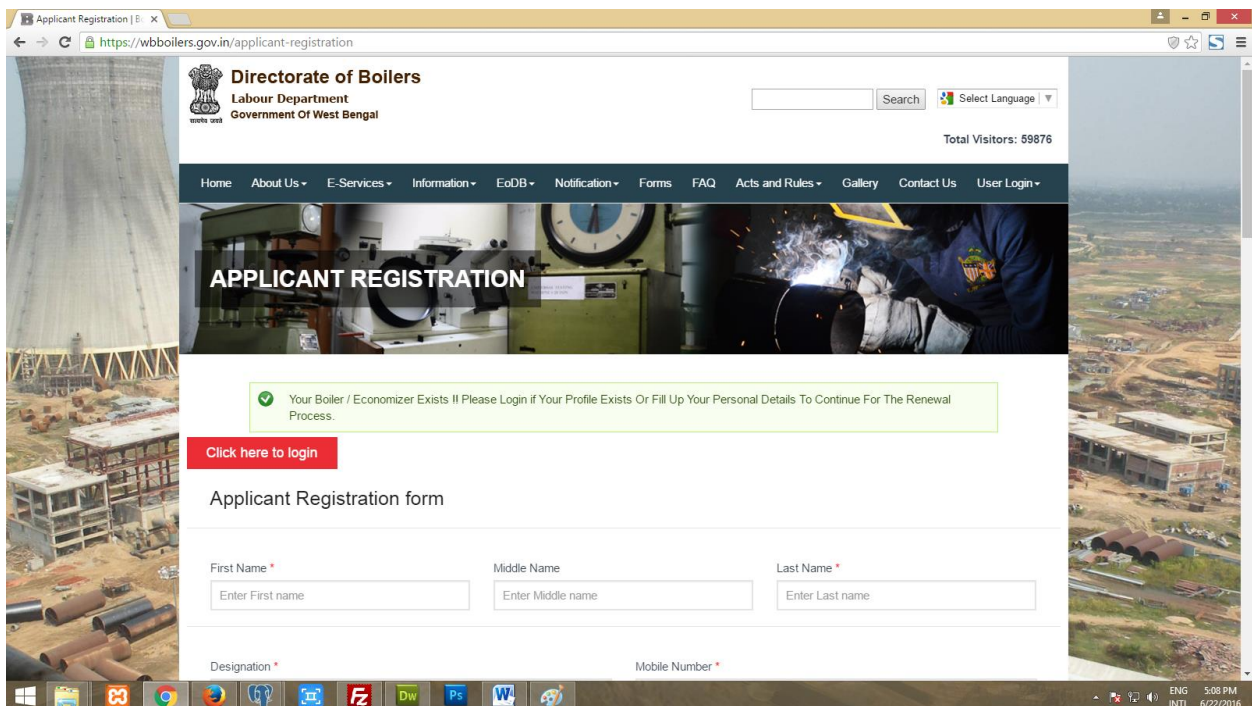 Applicant Registration | B
https://wbboilers.gov.in/applicant-registration
Directorate of Boilers
Labour Department
Government Of West Bengal
सत्यमेव जयते
Search
Select Language
Total Visitors: 59876
Home About Us E-Services Information EoDB Notification Forms FAQ Acts and Rules Gallery Contact Us User Login
APPLICANT REGISTRATION
Your Boiler / Economizer Exists !! Please Login if Your Profile Exists Or Fill Up Your Personal Details To Continue For The Renewal
Process.
Click here to login
Applicant Registration form
First Name * Middle Name Last Name *
Enter First name Enter Middle name Enter Last name
Designation * Mobile Number *
Dw Ps W
ENG 5:08 PM
INTL 6/22/2016